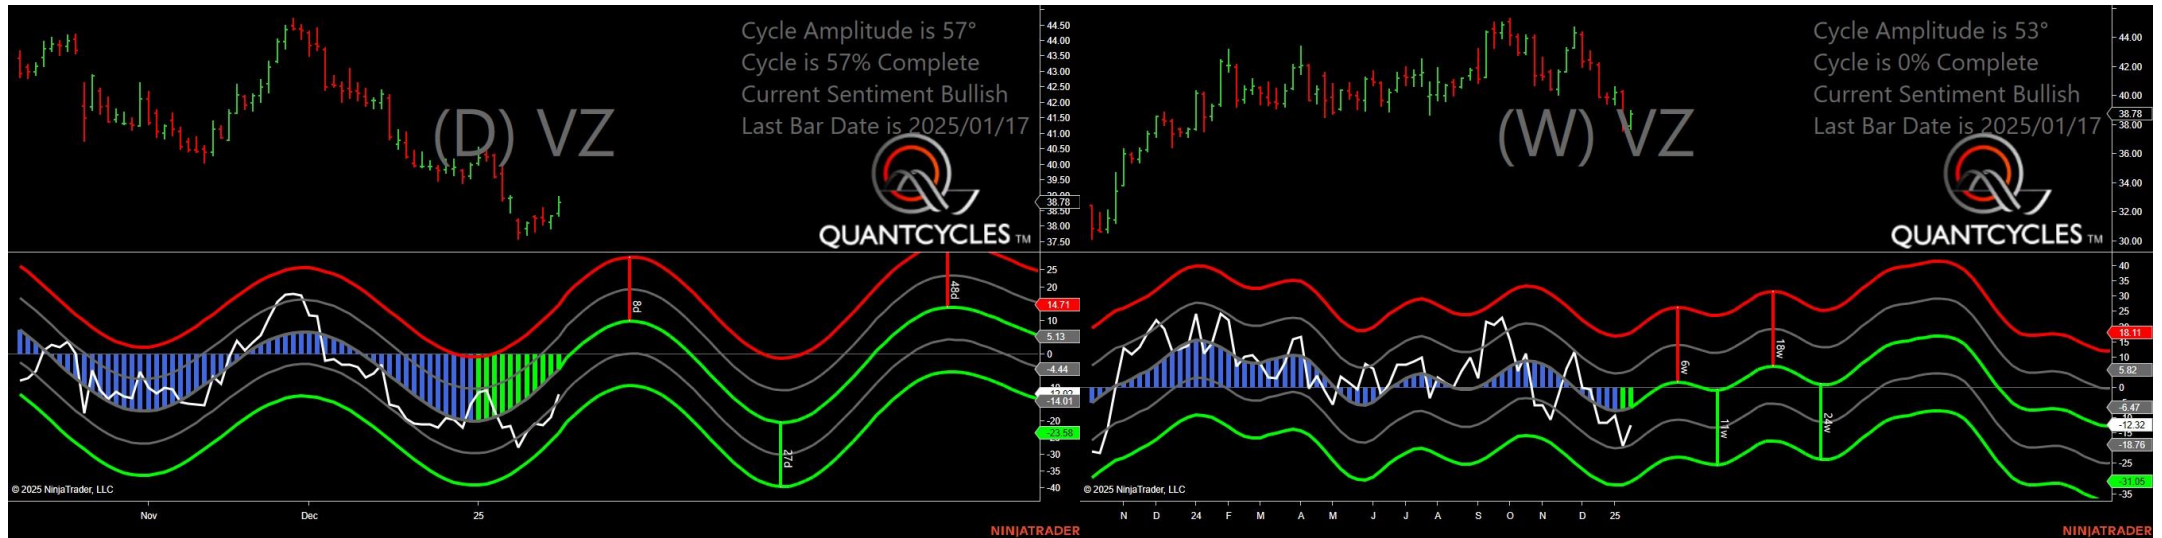 Cycle Amplitude is 57°
Cycle is 57% Complete
Current Sentiment Bullish
Last Bar Date is 2025/01/17
(D) VZ
QUANTCYCLES TM
44.50
44.00
43.50
43.00
42.50
42.00
41.50
41.00
40.50
40.00
39.50
38.78
38.50
38.00
37.50
25
20
14.71
10
5.13
0
-4.44
-14.01
-20
-23.58
-30
-35
-40
8d
48d
27d
© 2025 NinjaTrader, LLC
Nov Dec 25
NINJATRADER
Cycle Amplitude is 53°
Cycle is 0% Complete
Current Sentiment Bullish
Last Bar Date is 2025/01/17
(W) VZ
QUANTCYCLES TM
44.00
42.00
40.00
38.78
38.00
36.00
34.00
32.00
30.00
40
35
30
25
18.11
15
10
5.82
0
-6.47
-12.32
-18.76
-25
-31.05
-35
6w
18w
11w
24w
© 2025 NinjaTrader, LLC
N D 24 F M A M J J A S O N D 25
NINJATRADER